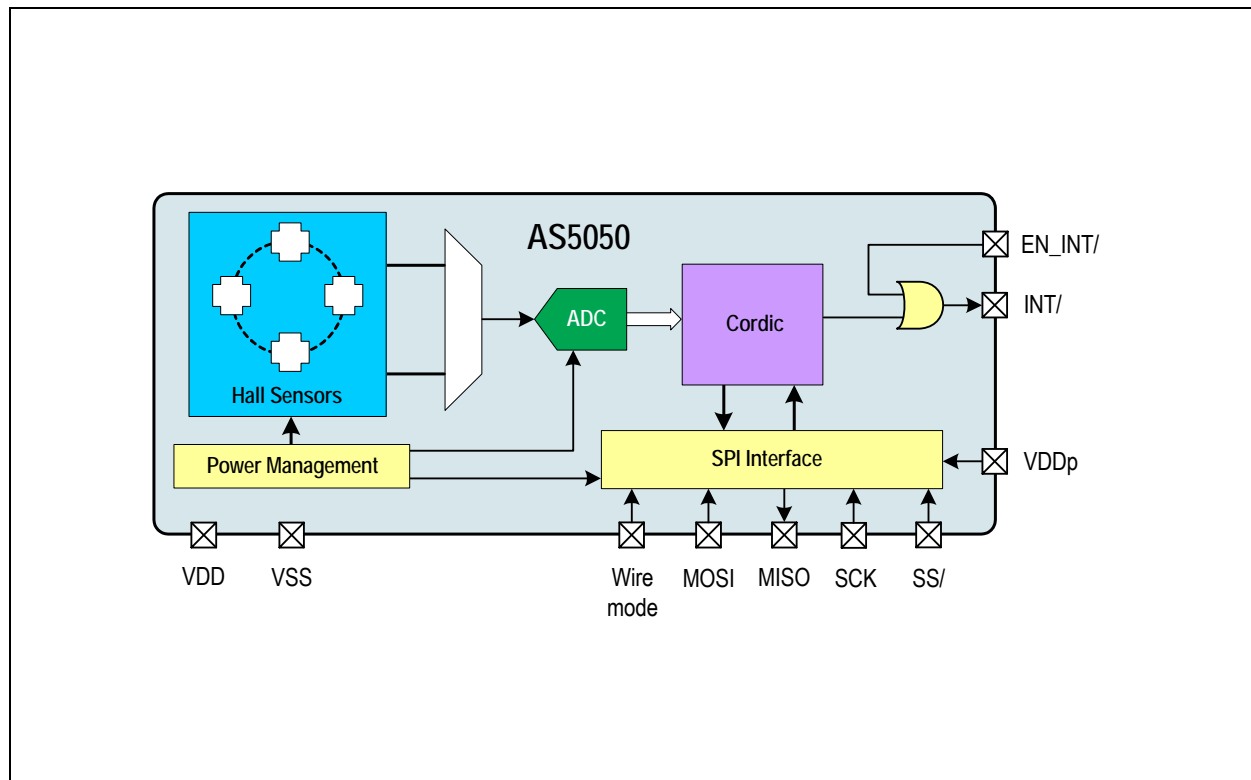 AS5050
EN_INT/
INT/
ADC
Cordic
Hall Sensors
Power Management
SPI Interface
VDDp
VDD
VSS
Wire
mode
MOSI
MISO
SCK
SS/